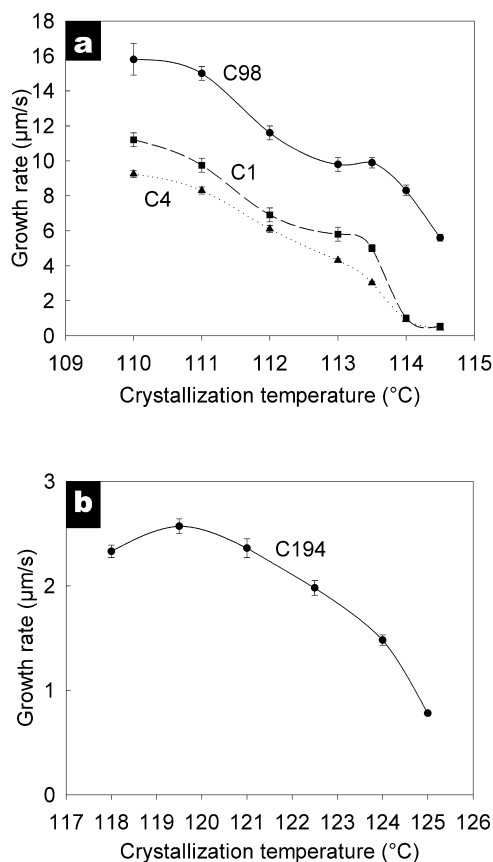 a
18
16
14
12
10
8
6
4
2
0
Growth rate (µm/s)
C98
C1
C4
109 110 111 112 113 114 115
Crystallization temperature (°C)
b
3
2
1
0
Growth rate (µm/s)
C194
117 118 119 120 121 122 123 124 125 126
Crystallization temperature (°C)